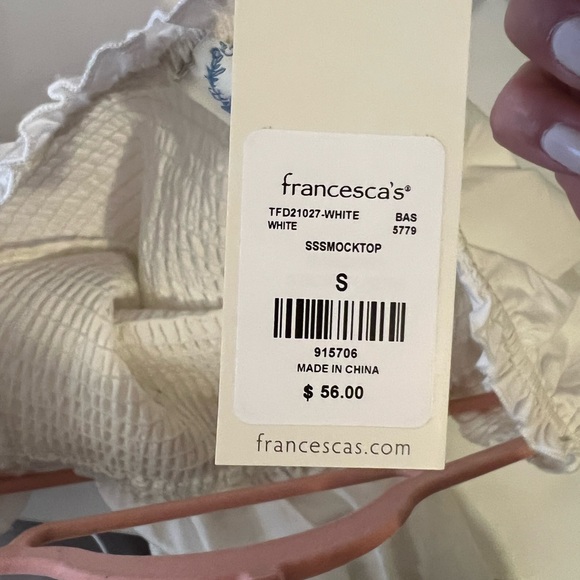 francesca's®
TFD21027-WHITE BAS
WHITE 5779
SSSMOCKTOP
S
915706
MADE IN CHINA
$ 56.00
francescas.com